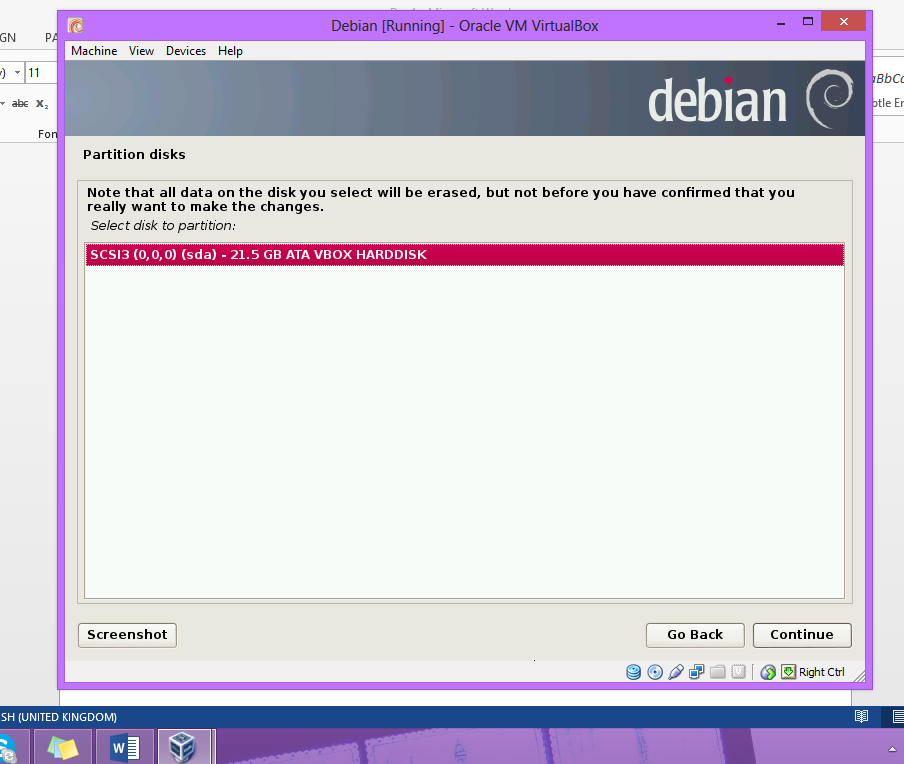 Debian [Running] - Oracle VM VirtualBox
GN
PA
Machine View Devices Help
11
abc x₂
Fon
debian
Partition disks
Note that all data on the disk you select will be erased, but not before you have confirmed that you
really want to make the changes.
Select disk to partition:
SCSI3 (0,0,0) (sda) - 21.5 GB ATA VBOX HARDDISK
Screenshot
Go Back
Continue
Right Ctrl
SH (UNITED KINGDOM)